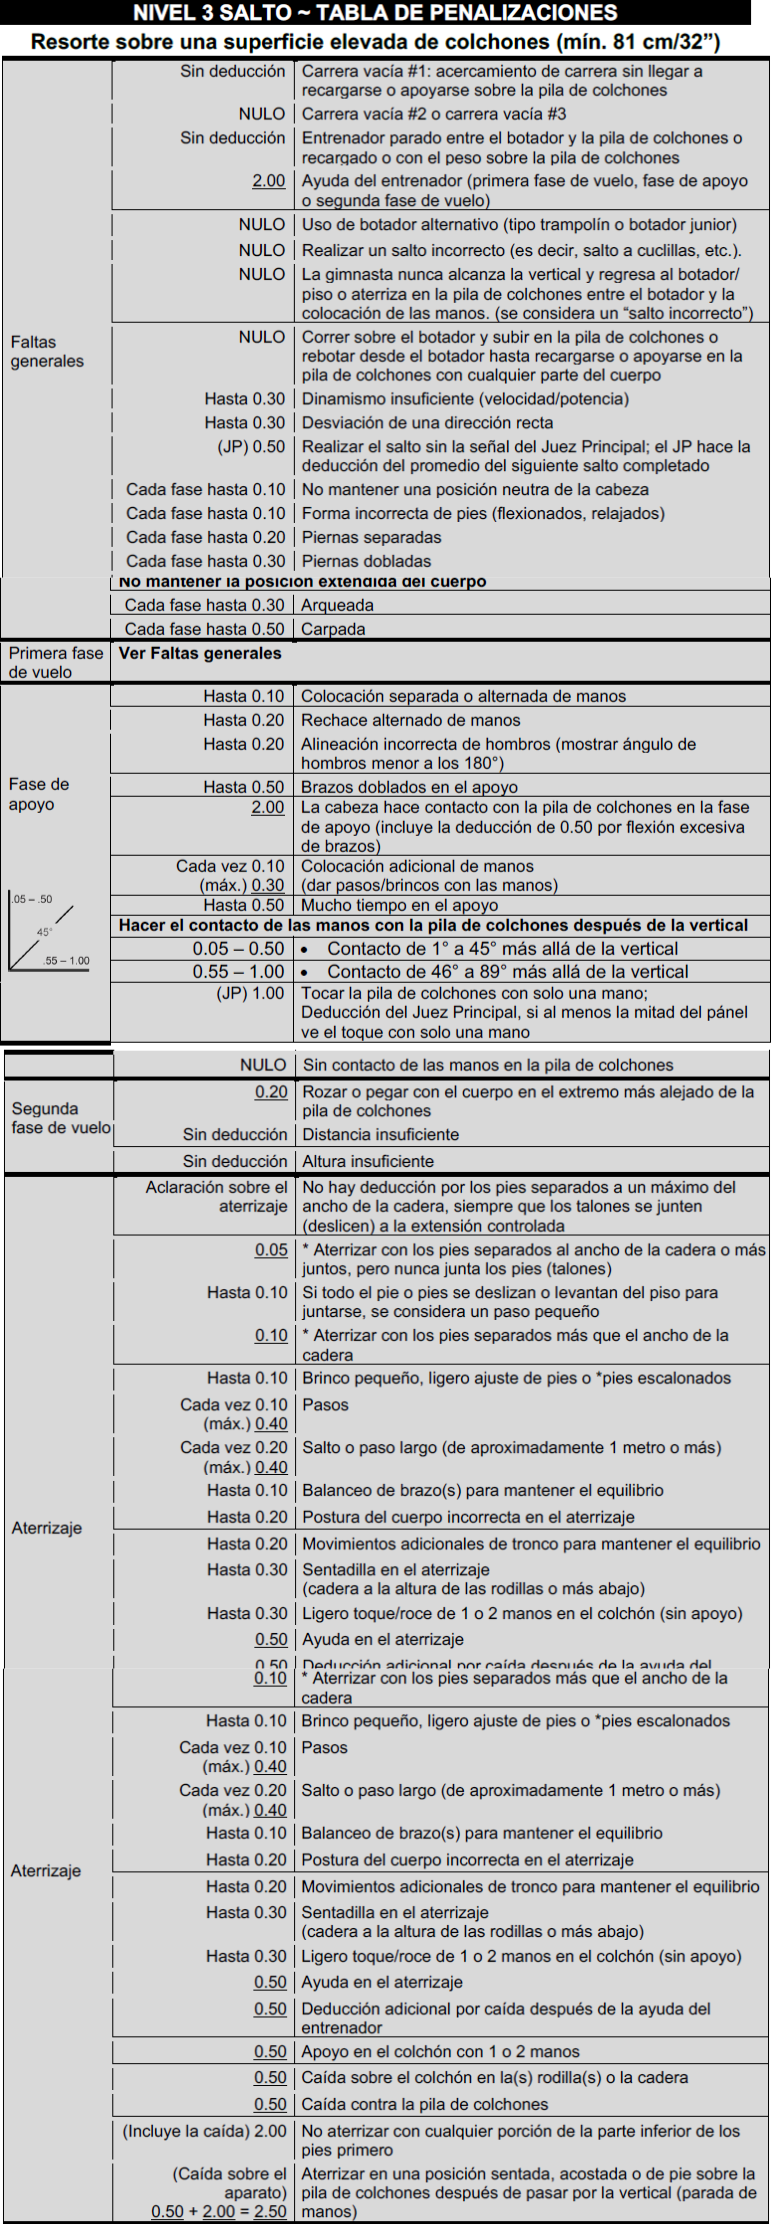 NIVEL 3 SALTO ~ TABLA DE PENALIZACIONES
Resorte sobre una superficie elevada de colchones (mín. 81 cm/32”)
Sin deducción Carrera vacía #1: acercamiento de carrera sin llegar a
recargarse o apoyarse sobre la pila de colchones
NULO Carrera vacía #2 o carrera vacía #3
Sin deducción Entrenador parado entre el botador y la pila de colchones o
recargado o con el peso sobre la pila de colchones
2.00 Ayuda del entrenador (primera fase de vuelo, fase de apoyo
o segunda fase de vuelo)
NULO Uso de botador alternativo (tipo trampolín o botador junior)
NULO Realizar un salto incorrecto (es decir, salto a cuclillas, etc.).
NULO La gimnasta nunca alcanza la vertical y regresa al botador/
piso o aterriza en la pila de colchones entre el botador y la
colocación de las manos. (se considera un “salto incorrecto”)
Faltas
generales
NULO Correr sobre el botador y subir en la pila de colchones o
rebotar desde el botador hasta recargarse o apoyarse en la
pila de colchones con cualquier parte del cuerpo
Hasta 0.30 Dinamismo insuficiente (velocidad/potencia)
Hasta 0.30 Desviación de una dirección recta
(JP) 0.50 Realizar el salto sin la señal del Juez Principal; el JP hace la
deducción del promedio del siguiente salto completado
Cada fase hasta 0.10 No mantener una posición neutra de la cabeza
Cada fase hasta 0.10 Forma incorrecta de pies (flexionados, relajados)
Cada fase hasta 0.20 Piernas separadas
Cada fase hasta 0.30 Piernas dobladas
No mantener la posición extendida del cuerpo
Cada fase hasta 0.30 Arqueada
Cada fase hasta 0.50 Carpada
Primera fase
de vuelo
Ver Faltas generales
Hasta 0.10 Colocación separada o alternada de manos
Hasta 0.20 Rechace alternado de manos
Hasta 0.20 Alineación incorrecta de hombros (mostrar ángulo de
hombros menor a los 180°)
Fase de
apoyo
Hasta 0.50 Brazos doblados en el apoyo
2.00 La cabeza hace contacto con la pila de colchones en la fase
de apoyo (incluye la deducción de 0.50 por flexión excesiva
de brazos)
Cada vez 0.10 Colocación adicional de manos
(máx.) 0.30 (dar pasos/brincos con las manos)
Hasta 0.50 Mucho tiempo en el apoyo
.05 – .50
45°
.55 – 1.00
Hacer el contacto de las manos con la pila de colchones después de la vertical
0.05 – 0.50 • Contacto de 1° a 45° más allá de la vertical
0.55 – 1.00 • Contacto de 46° a 89° más allá de la vertical
(JP) 1.00 Tocar la pila de colchones con solo una mano;
Deducción del Juez Principal, si al menos la mitad del pánel
ve el toque con solo una mano
NULO Sin contacto de las manos en la pila de colchones
Segunda
fase de vuelo
0.20 Rozar o pegar con el cuerpo en el extremo más alejado de la
pila de colchones
Sin deducción Distancia insuficiente
Sin deducción Altura insuficiente
Aclaración sobre el No hay deducción por los pies separados a un máximo del
aterrizaje ancho de la cadera, siempre que los talones se junten
(deslicen) a la extensión controlada
0.05 * Aterrizar con los pies separados al ancho de la cadera o más
juntos, pero nunca junta los pies (talones)
Hasta 0.10 Si todo el pie o pies se deslizan o levantan del piso para
juntarse, se considera un paso pequeño
0.10 * Aterrizar con los pies separados más que el ancho de la
cadera
Hasta 0.10 Brinco pequeño, ligero ajuste de pies o *pies escalonados
Cada vez 0.10 Pasos
(máx.) 0.40
Cada vez 0.20 Salto o paso largo (de aproximadamente 1 metro o más)
(máx.) 0.40
Hasta 0.10 Balanceo de brazo(s) para mantener el equilibrio
Hasta 0.20 Postura del cuerpo incorrecta en el aterrizaje
Aterrizaje
Hasta 0.20 Movimientos adicionales de tronco para mantener el equilibrio
Hasta 0.30 Sentadilla en el aterrizaje
(cadera a la altura de las rodillas o más abajo)
Hasta 0.30 Ligero toque/roce de 1 o 2 manos en el colchón (sin apoyo)
0.50 Ayuda en el aterrizaje
0.50 Deducción adicional por caída después de la ayuda del
0.10 * Aterrizar con los pies separados más que el ancho de la
cadera
Hasta 0.10 Brinco pequeño, ligero ajuste de pies o *pies escalonados
Cada vez 0.10 Pasos
(máx.) 0.40
Cada vez 0.20 Salto o paso largo (de aproximadamente 1 metro o más)
(máx.) 0.40
Hasta 0.10 Balanceo de brazo(s) para mantener el equilibrio
Hasta 0.20 Postura del cuerpo incorrecta en el aterrizaje
Aterrizaje
Hasta 0.20 Movimientos adicionales de tronco para mantener el equilibrio
Hasta 0.30 Sentadilla en el aterrizaje
(cadera a la altura de las rodillas o más abajo)
Hasta 0.30 Ligero toque/roce de 1 o 2 manos en el colchón (sin apoyo)
0.50 Ayuda en el aterrizaje
0.50 Deducción adicional por caída después de la ayuda del
entrenador
0.50 Apoyo en el colchón con 1 o 2 manos
0.50 Caída sobre el colchón en la(s) rodilla(s) o la cadera
0.50 Caída contra la pila de colchones
(Incluye la caída) 2.00 No aterrizar con cualquier porción de la parte inferior de los
pies primero
(Caída sobre el Aterrizar en una posición sentada, acostada o de pie sobre la
aparato) pila de colchones después de pasar por la vertical (parada de
0.50 + 2.00 = 2.50 manos)